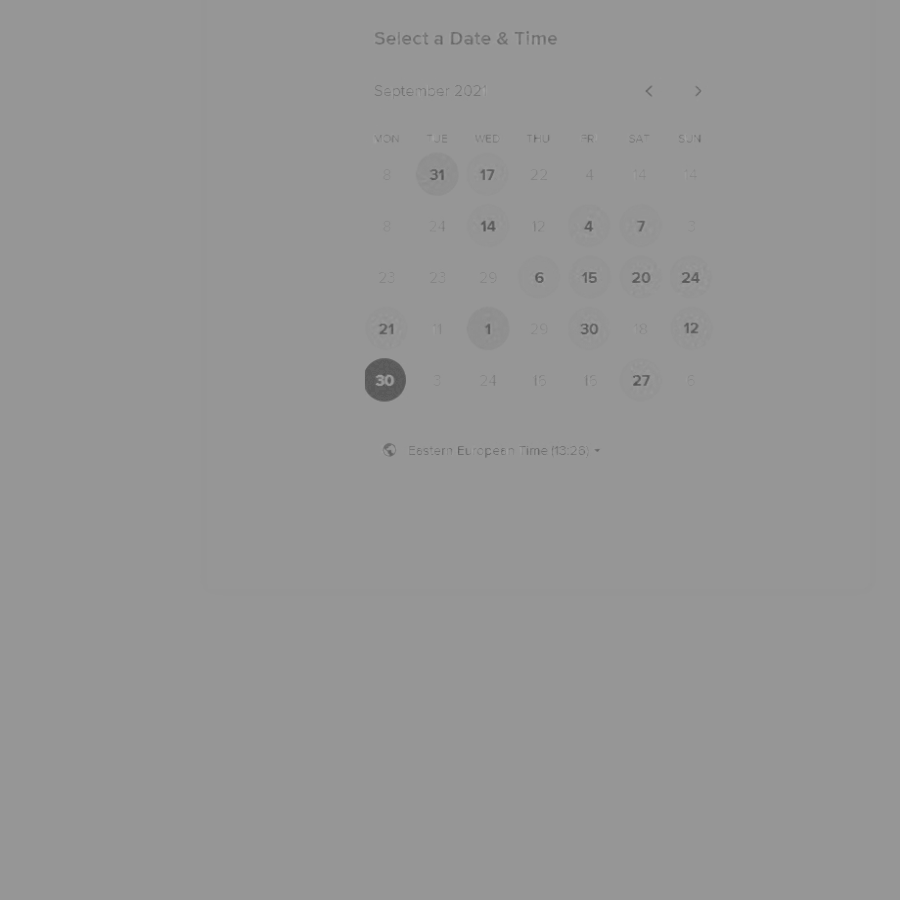 Select a Date & Time
September 2021
MON TUE WED THU FRI SAT SUN
8 31 17 22 4 14 14
8 24 14 12 4 7 3
23 23 29 6 15 20 24
21 11 1 29 30 18 12
30 3 24 15 15 27 5
Eastern European Time (13:26)